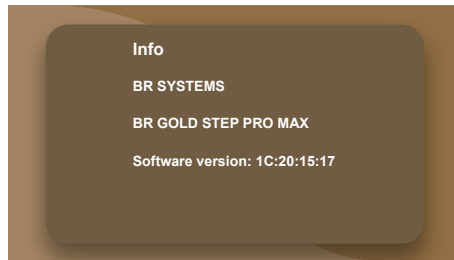 Info
BR SYSTEMS
BR GOLD STEP PRO MAX
Software version: 1C:20:15:17